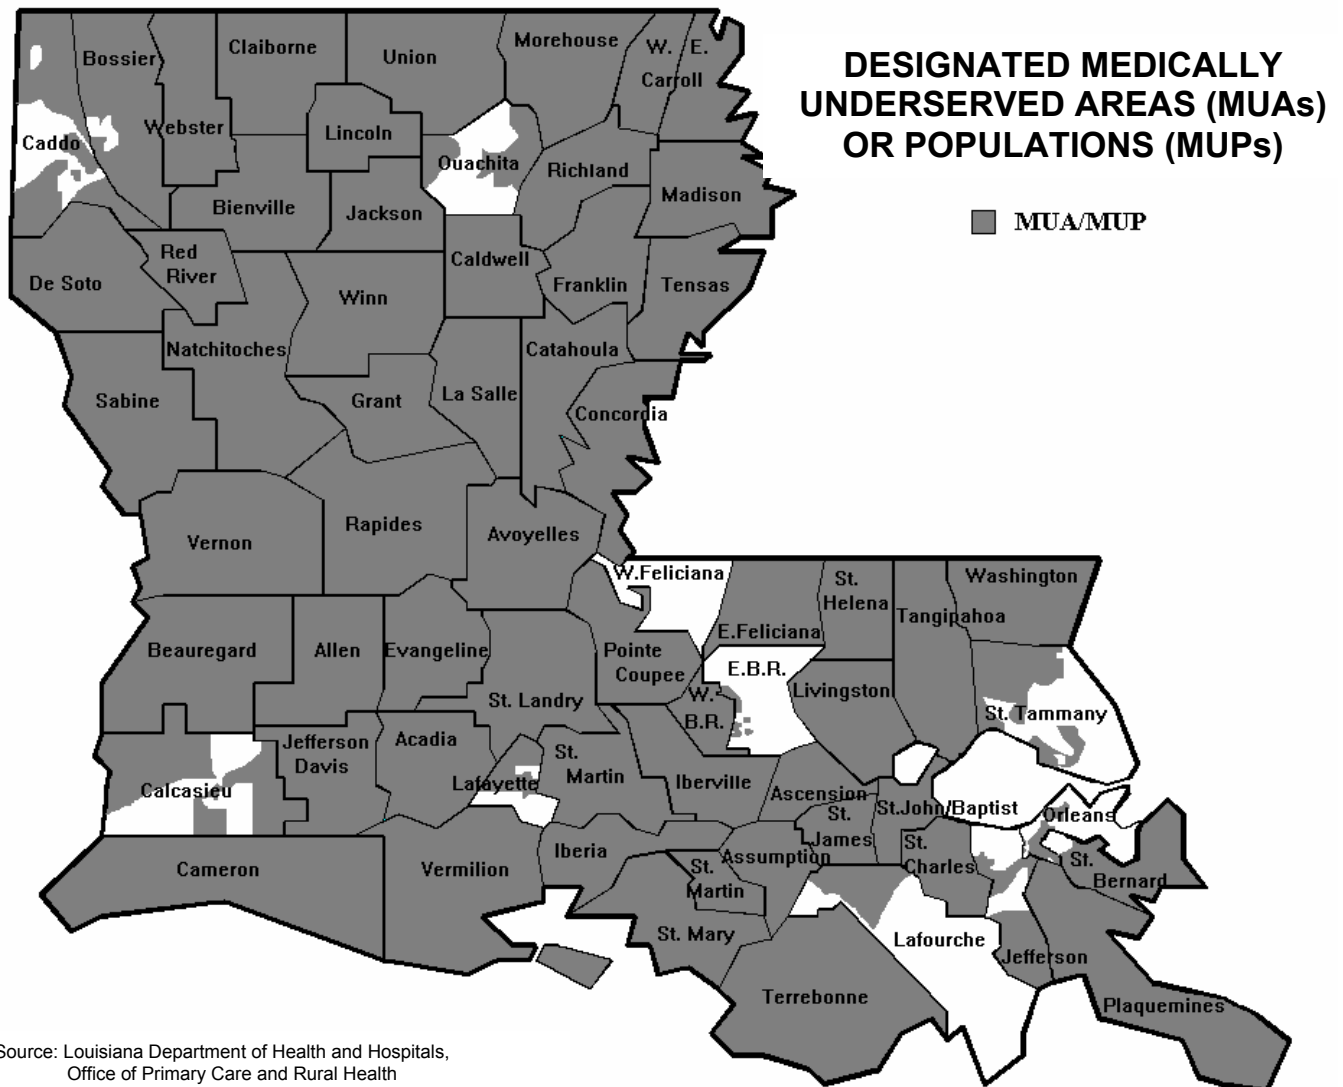 DESIGNATED MEDICALLY
UNDERSERVED AREAS (MUAs)
OR POPULATIONS (MUPs)
MUA/MUP
Bossier
Claiborne
Union
Morehouse
W.
E.
Carroll
Caddo
Webster
Lincoln
Ouachita
Richland
Madison
Bienville
Jackson
De Soto
Red
River
Winn
Caldwell
Franklin
Tensas
Natchitoches
Catahoula
Sabine
Grant
La Salle
Concordia
Vernon
Rapides
Avoyelles
W.Feliciana
St.
Helena
Washington
Tangipahoa
E.Feliciana
Beauregard
Allen
Evangeline
Pointe
Coupee
E.B.R.
Livingston
W.
B.R.
St. Landry
St. Tammany
Jefferson
Davis
Acadia
St.
Martin
Calcasieu
Lafayette
Iberville
Ascension
St.John/Baptist
Orleans
St.
James
St.
Charles
Cameron
Vermilion
Iberia
Assumption
St.
Martin
St.
Bernard
St. Mary
Lafourche
Jefferson
Terrebonne
Plaquemines
Source: Louisiana Department of Health and Hospitals,
Office of Primary Care and Rural Health